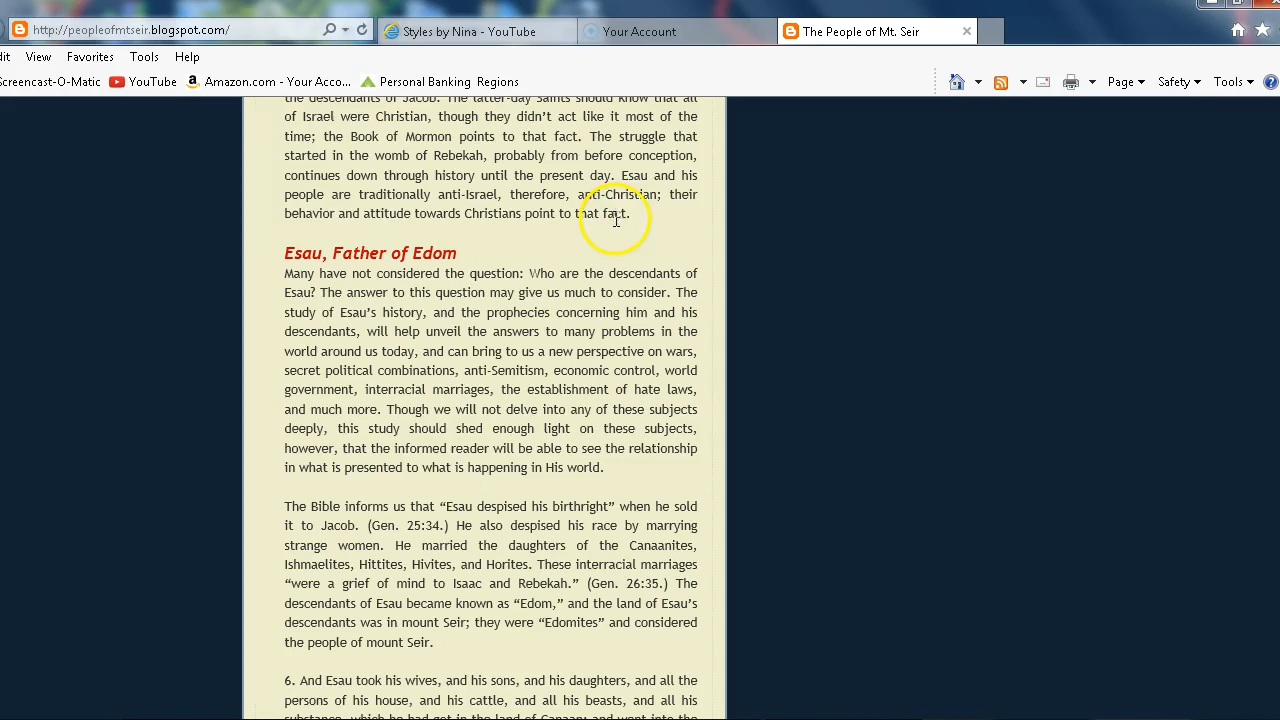 http://peopleofmtseir.blogspot.com/
Styles by Nina - YouTube
Your Account
The People of Mt. Seir
View Favorites Tools Help
Screencast-O-Matic YouTube Amazon.com - Your Acco... Personal Banking Regions
Page Safety Tools
the descendants of Jacob. The latter-day Saints should know that all
of Israel were Christian, though they didn't act like it most of the
time; the Book of Mormon points to that fact. The struggle that
started in the womb of Rebekah, probably from before conception,
continues down through history until the present day. Esau and his
people are traditionally anti-Israel, therefore, anti-Christian; their
behavior and attitude towards Christians point to that fact.
Esau, Father of Edom
Many have not considered the question: Who are the descendants of
Esau? The answer to this question may give us much to consider. The
study of Esau's history, and the prophecies concerning him and his
descendants, will help unveil the answers to many problems in the
world around us today, and can bring to us a new perspective on wars,
secret political combinations, anti-Semitism, economic control, world
government, interracial marriages, the establishment of hate laws,
and much more. Though we will not delve into any of these subjects
deeply, this study should shed enough light on these subjects,
however, that the informed reader will be able to see the relationship
in what is presented to what is happening in His world.
The Bible informs us that “Esau despised his birthright” when he sold
it to Jacob. (Gen. 25:34.) He also despised his race by marrying
strange women. He married the daughters of the Canaanites,
Ishmaelites, Hittites, Hivites, and Horites. These interracial marriages
“were a grief of mind to Isaac and Rebekah.” (Gen. 26:35.) The
descendants of Esau became known as “Edom,” and the land of Esau's
descendants was in mount Seir; they were “Edomites” and considered
the people of mount Seir.
6. And Esau took his wives, and his sons, and his daughters, and all the
persons of his house, and his cattle, and all his beasts, and all his
substance, which he had got in the land of Canaan; and went into the